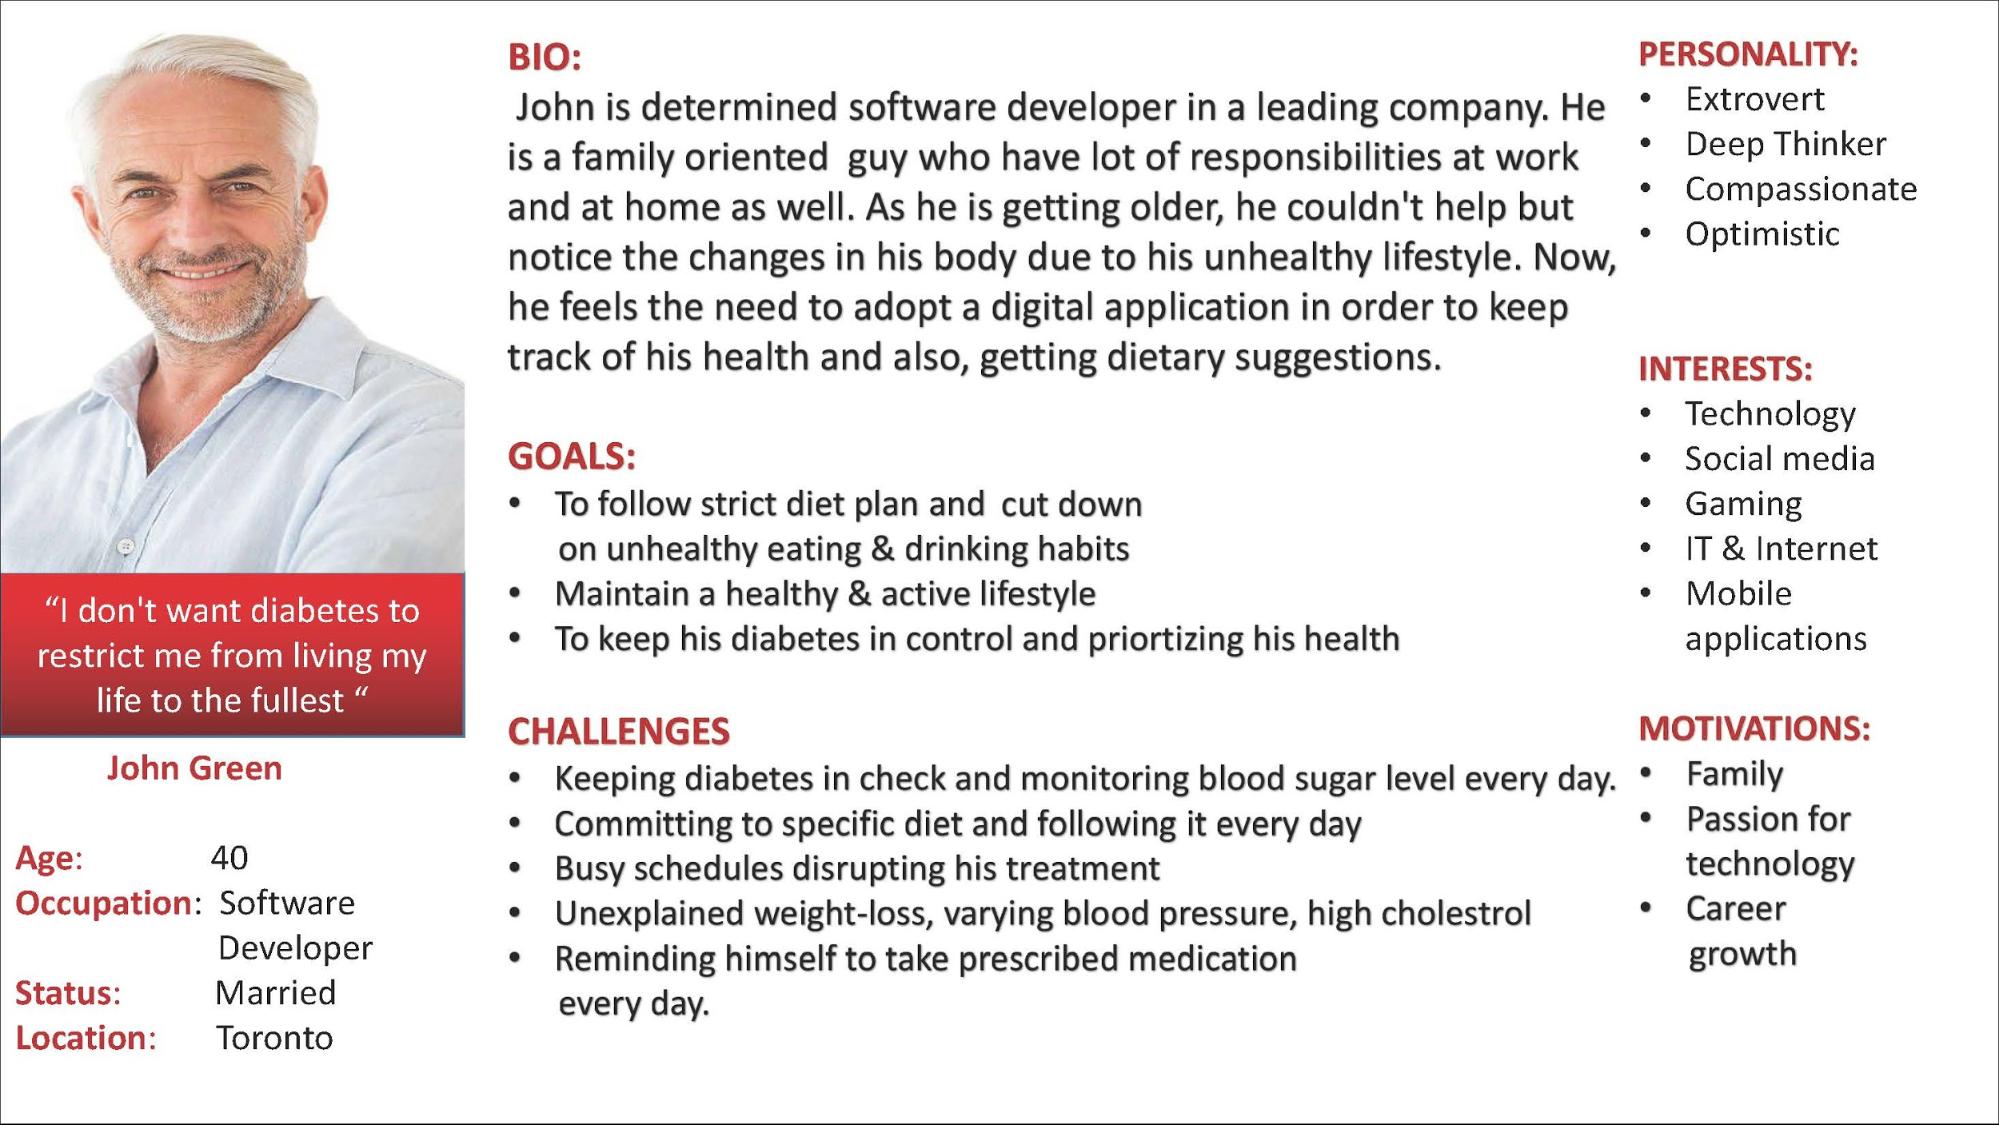 “I don't want diabetes to
restrict me from living my
life to the fullest “
John Green
Age: 40
Occupation: Software
Developer
Status: Married
Location: Toronto
BIO:
John is determined software developer in a leading company. He
is a family oriented guy who have lot of responsibilities at work
and at home as well. As he is getting older, he couldn't help but
notice the changes in his body due to his unhealthy lifestyle. Now,
he feels the need to adopt a digital application in order to keep
track of his health and also, getting dietary suggestions.
GOALS:
• To follow strict diet plan and cut down
on unhealthy eating & drinking habits
• Maintain a healthy & active lifestyle
• To keep his diabetes in control and priortizing his health
CHALLENGES
• Keeping diabetes in check and monitoring blood sugar level every day.
• Committing to specific diet and following it every day
• Busy schedules disrupting his treatment
• Unexplained weight-loss, varying blood pressure, high cholestrol
• Reminding himself to take prescribed medication
every day.
PERSONALITY:
• Extrovert
• Deep Thinker
• Compassionate
• Optimistic
INTERESTS:
• Technology
• Social media
• Gaming
• IT & Internet
• Mobile
applications
MOTIVATIONS:
• Family
• Passion for
technology
• Career
growth